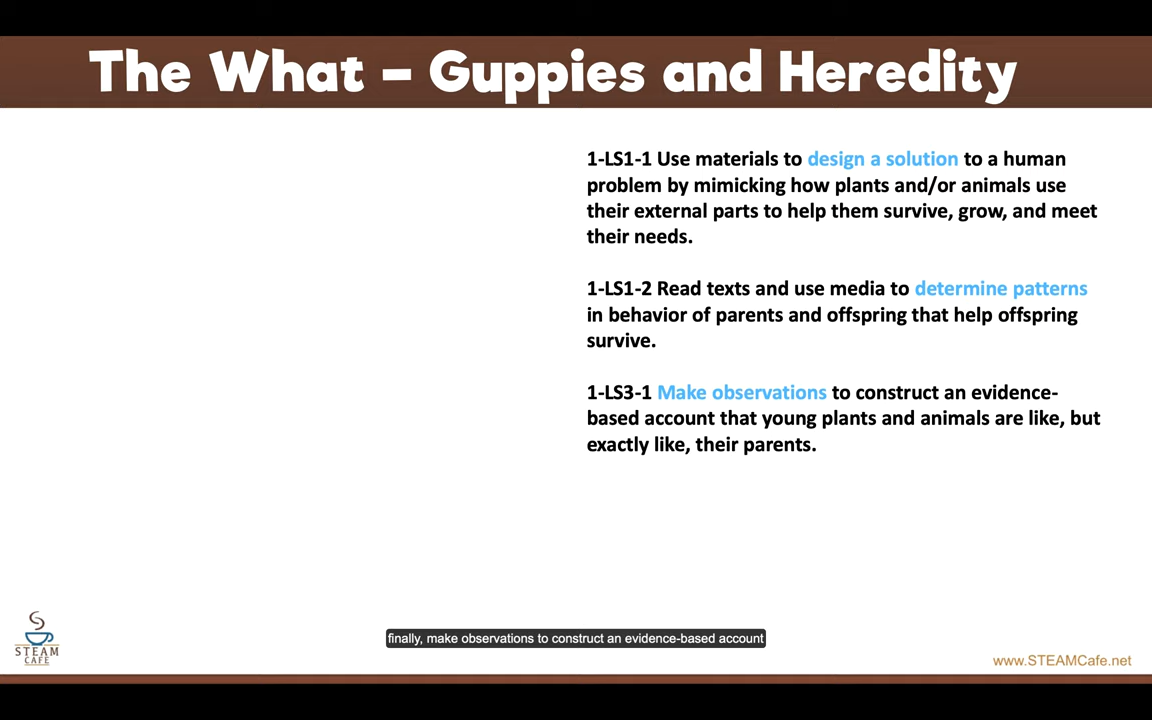 The What – Guppies and Heredity
1-LS1-1 Use materials to design a solution to a human
problem by mimicking how plants and/or animals use
their external parts to help them survive, grow, and meet
their needs.
1-LS1-2 Read texts and use media to determine patterns
in behavior of parents and offspring that help offspring
survive.
1-LS3-1 Make observations to construct an evidence-
based account that young plants and animals are like, but
exactly like, their parents.
finally, make observations to construct an evidence-based account
STEAM
CAFE
www.STEAMCafe.net